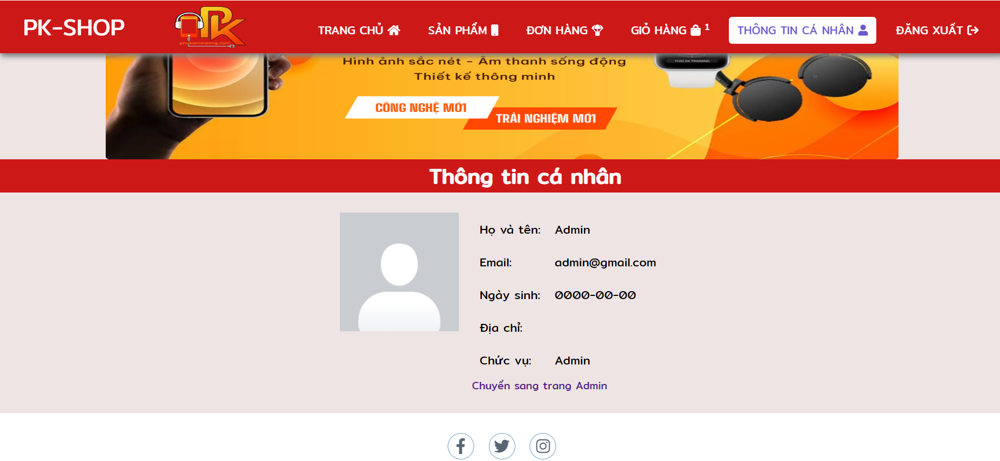 PK-SHOP
PK
phukiendidong.com
TRANG CHỦ
SẢN PHẨM
ĐƠN HÀNG
GIỎ HÀNG 1
THÔNG TIN CÁ NHÂN
ĐĂNG XUẤT
Hình ảnh sắc nét - Âm thanh sống động
Thiết kế thông minh
11:00 5K TRAINING
CÔNG NGHỆ MỚI
TRẢI NGHIỆM MỚI
Thông tin cá nhân
Họ và tên: Admin
Email: admin@gmail.com
Ngày sinh: 0000-00-00
Địa chỉ:
Chức vụ: Admin
Chuyển sang trang Admin